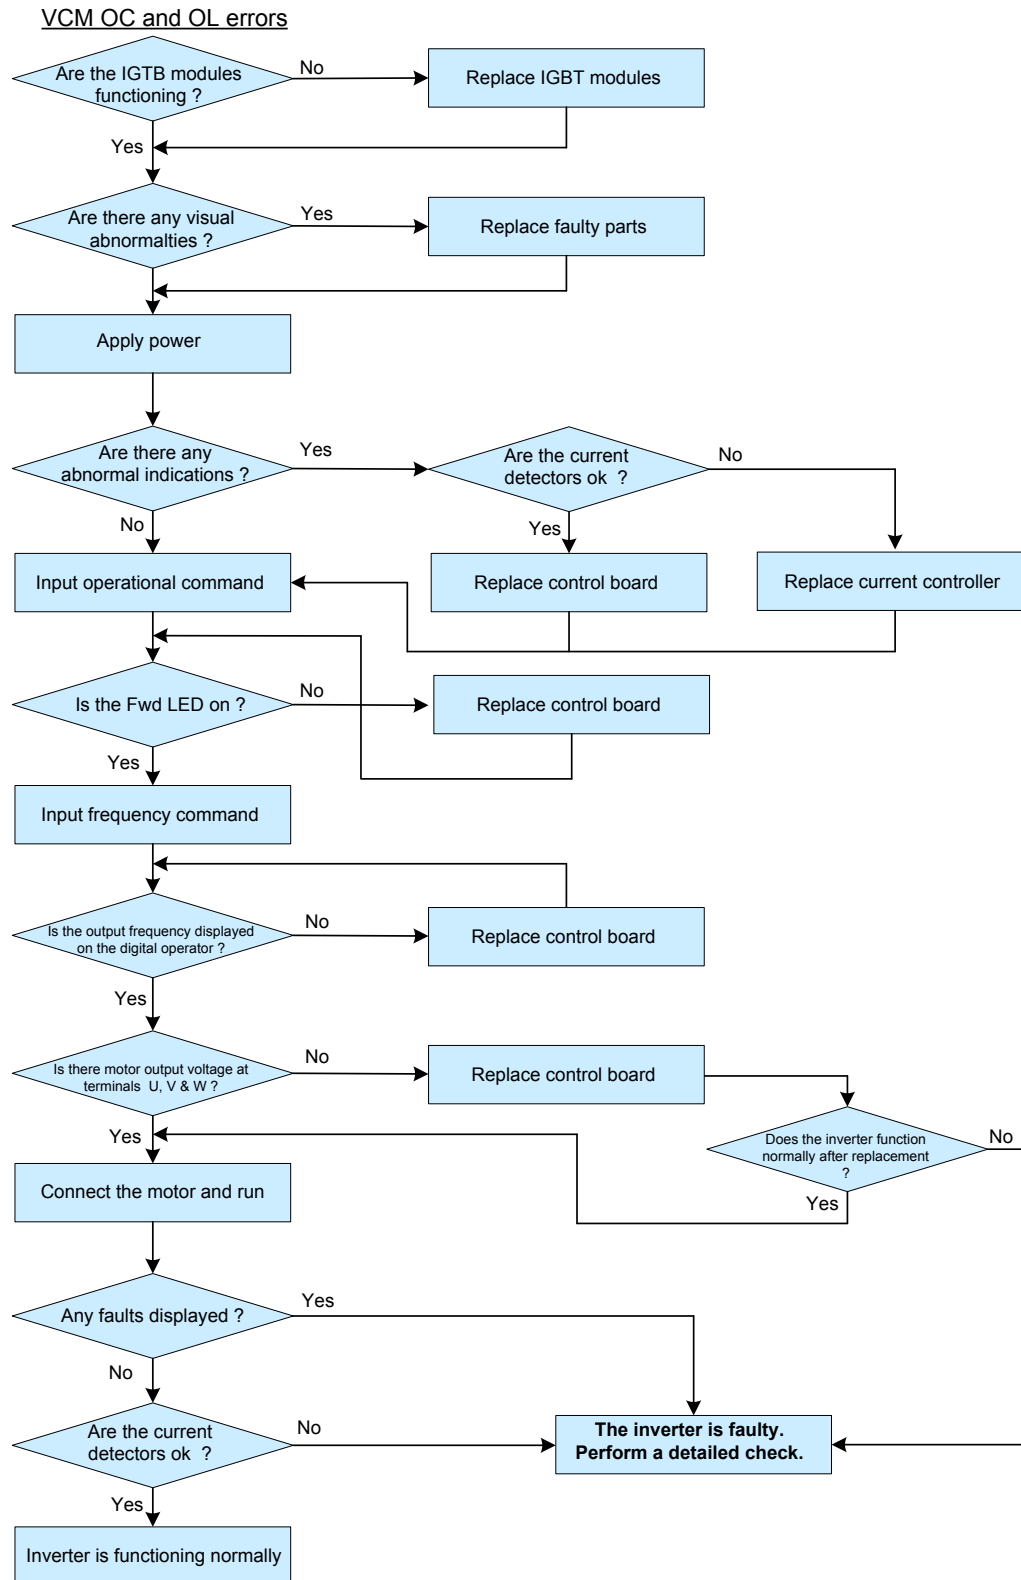 VCM OC and OL errors
Are the IGTB modules
functioning ?
No
Replace IGBT modules
Yes
Are there any visual
abnormalties ?
Yes
Replace faulty parts
Apply power
Are there any
abnormal indications ?
Yes
Are the current
detectors ok ?
No
No
Yes
Input operational command
Replace control board
Replace current controller
Is the Fwd LED on ?
No
Replace control board
Yes
Input frequency command
Is the output frequency displayed
on the digital operator ?
No
Replace control board
Yes
Is there motor output voltage at
terminals U, V & W ?
No
Replace control board
Does the inverter function
normally after replacement
?
No
Yes
Yes
Connect the motor and run
Any faults displayed ?
Yes
No
Are the current
detectors ok ?
No
The inverter is faulty.
Perform a detailed check.
Yes
Inverter is functioning normally